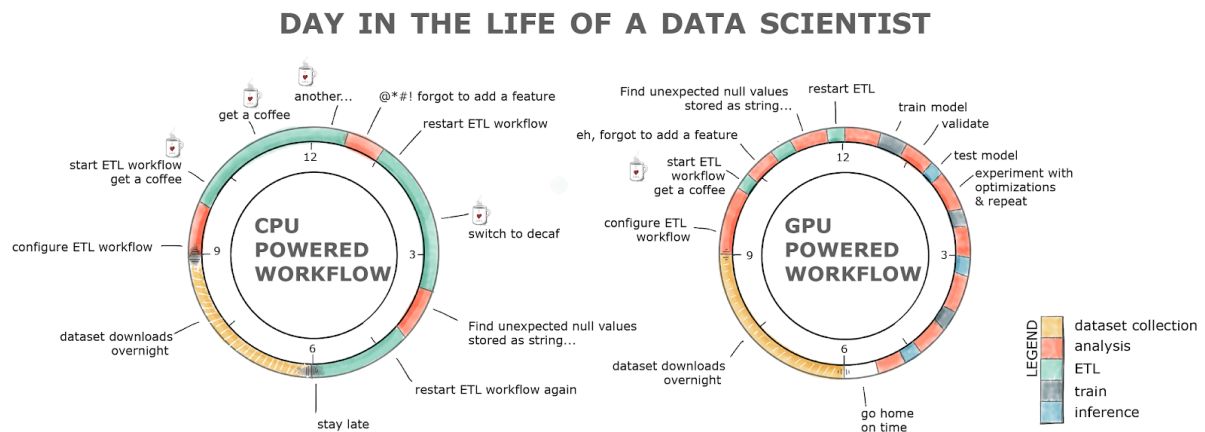 DAY IN THE LIFE OF A DATA SCIENTIST
another...
@*#! forgot to add a feature
get a coffee
restart ETL workflow
start ETL workflow
get a coffee
12
configure ETL workflow
9
3
6
CPU
POWERED
WORKFLOW
switch to decaf
dataset downloads
overnight
Find unexpected null values
stored as string...
restart ETL workflow again
stay late
Find unexpected null values
stored as string...
restart ETL
train model
validate
eh, forgot to add a feature
test model
start ETL
workflow
get a coffee
experiment with
optimizations
& repeat
12
configure ETL
workflow
9
3
6
GPU
POWERED
WORKFLOW
dataset downloads
overnight
go home
on time
LEGEND
dataset collection
analysis
ETL
train
inference